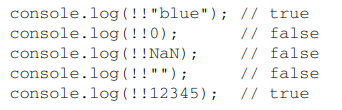 console.log(!!"blue"); // true
console.log(!!0);      // false
console.log(!!NaN);    // false
console.log(!!"");     // false
console.log(!!12345);  // true